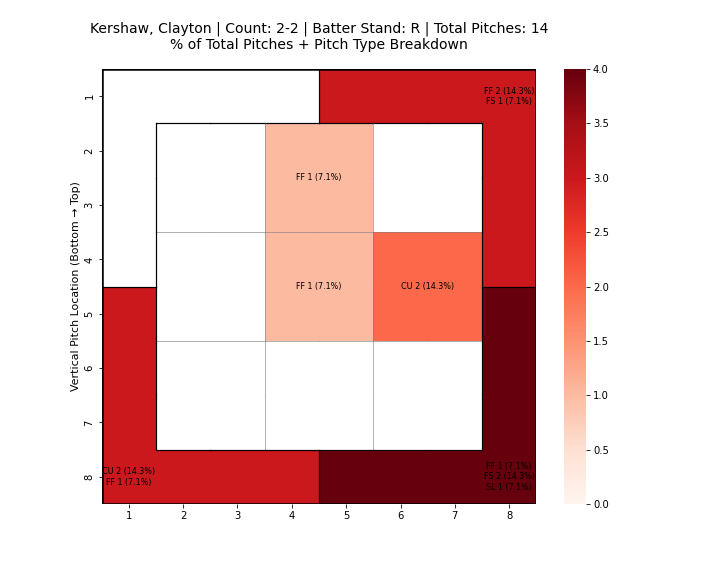 Kershaw, Clayton | Count: 2-2 | Batter Stand: R | Total Pitches: 14
% of Total Pitches + Pitch Type Breakdown
FF 2 (14.3%)
FS 1 (7.1%)
FF 1 (7.1%)
FF 1 (7.1%)
CU 2 (14.3%)
CU 2 (14.3%)
FF 1 (7.1%)
FF 1 (7.1%)
FS 2 (14.3%)
SL 1 (7.1%)
Vertical Pitch Location (Bottom → Top)
1
2
3
4
5
6
7
8
1 2 3 4 5 6 7 8
4.0
3.5
3.0
2.5
2.0
1.5
1.0
0.5
0.0